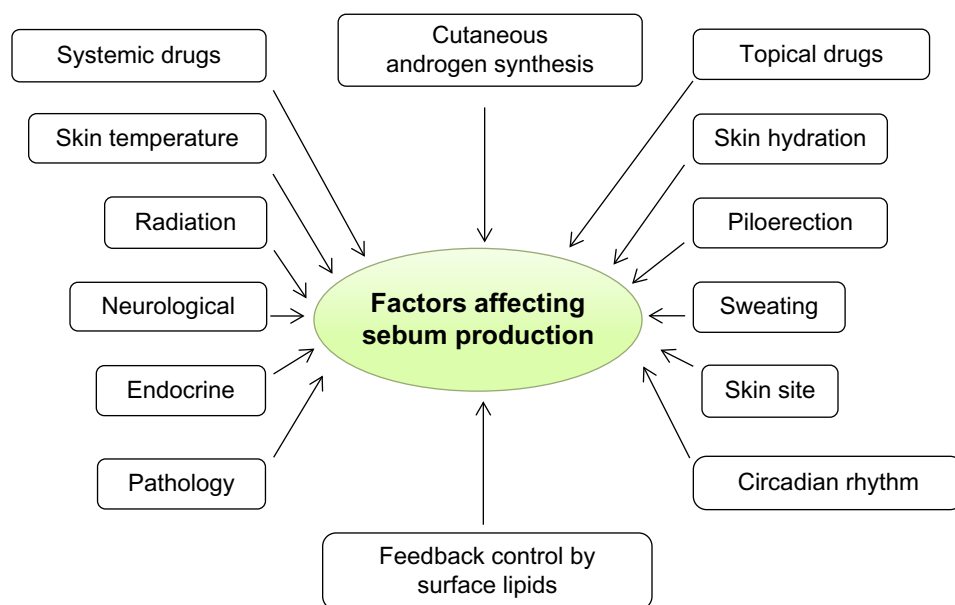 Systemic drugs
Cutaneous
androgen synthesis
Topical drugs
Skin temperature
Skin hydration
Radiation
Piloerection
Neurological
Factors affecting
sebum production
Sweating
Endocrine
Skin site
Pathology
Circadian rhythm
Feedback control by
surface lipids